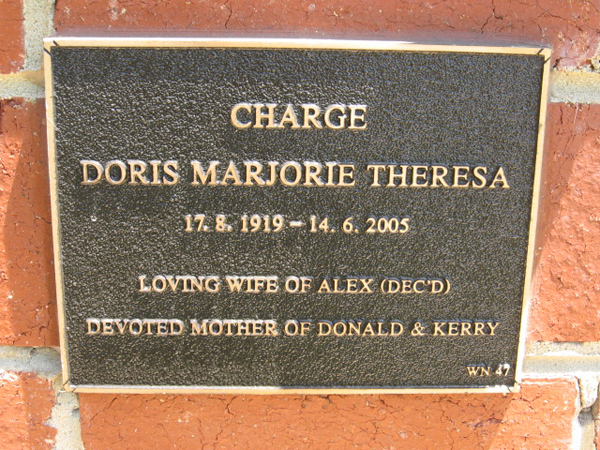 CHARGE
DORIS MARJORIE THERESA
17. 8. 1919 – 14. 6. 2005
LOVING WIFE OF ALEX (DEC'D)
DEVOTED MOTHER OF DONALD & KERRY
WN 47